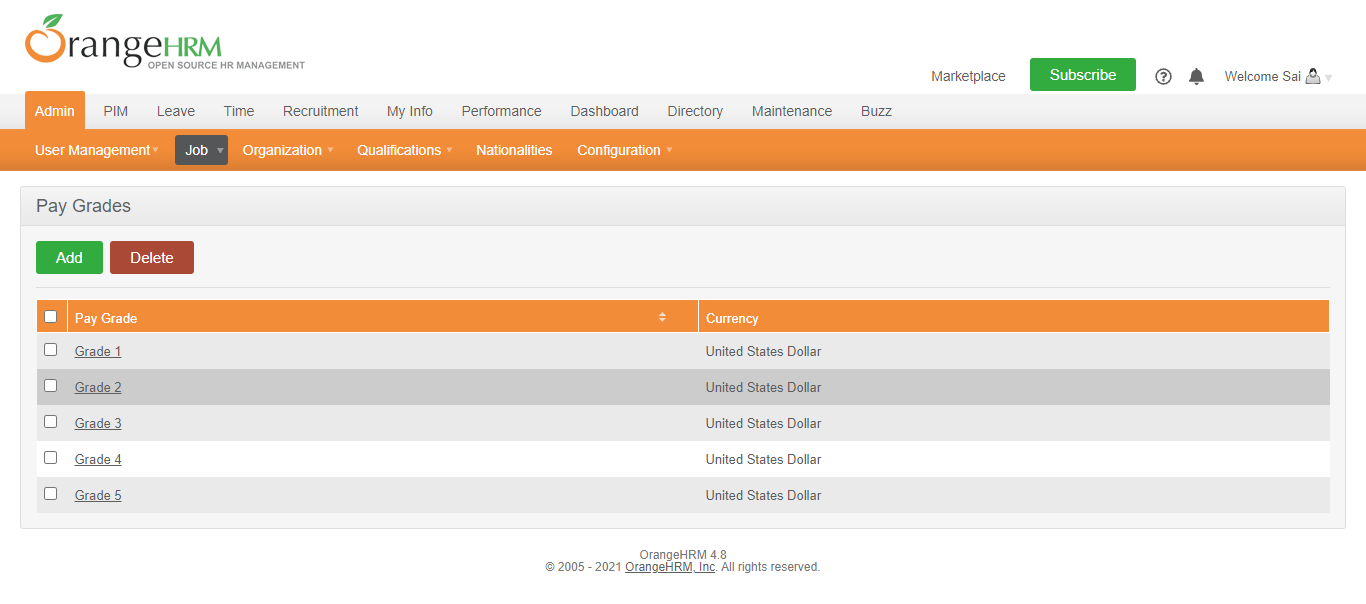 OrangeHRM
OPEN SOURCE HR MANAGEMENT
Marketplace Subscribe ? Welcome Sai
Admin PIM Leave Time Recruitment My Info Performance Dashboard Directory Maintenance Buzz
User Management Job Organization Qualifications Nationalities Configuration
Pay Grades
Add Delete
Pay Grade Currency
Grade 1 United States Dollar
Grade 2 United States Dollar
Grade 3 United States Dollar
Grade 4 United States Dollar
Grade 5 United States Dollar
OrangeHRM 4.8
© 2005 - 2021 OrangeHRM, Inc. All rights reserved.